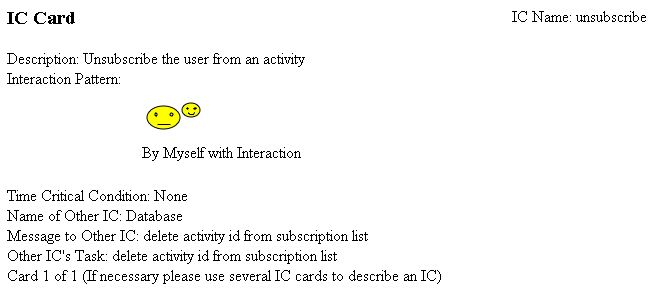 IC Card
IC Name: unsubscribe
Description: Unsubscribe the user from an activity
Interaction Pattern:
By Myself with Interaction
Time Critical Condition: None
Name of Other IC: Database
Message to Other IC: delete activity id from subscription list
Other IC's Task: delete activity id from subscription list
Card 1 of 1 (If necessary please use several IC cards to describe an IC)